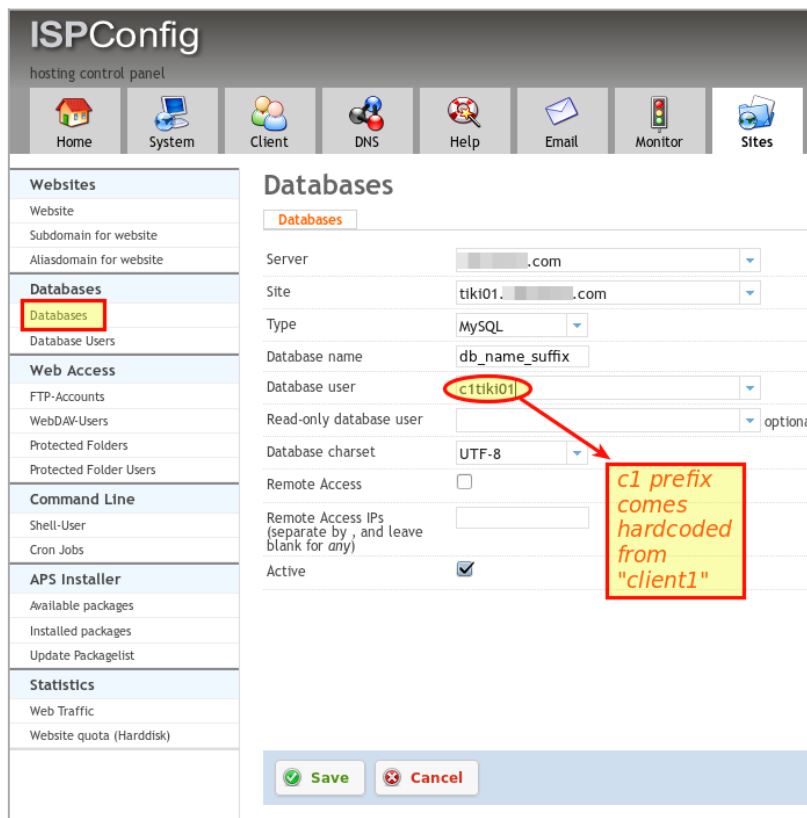 ISPConfig
hosting control panel
Home
System
Client
DNS
Help
Email
Monitor
Sites
Websites
Website
Subdomain for website
Aliasdomain for website
Databases
Databases
Database Users
Web Access
FTP-Accounts
WebDAV-Users
Protected Folders
Protected Folder Users
Command Line
Shell-User
Cron Jobs
APS Installer
Available packages
Installed packages
Update Packagelist
Statistics
Web Traffic
Website quota (Harddisk)
Databases
Databases
Server
.com
Site
tiki01. .com
Type
MySQL
Database name
db_name_suffix
Database user
c1tiki01
Read-only database user
Database charset
UTF-8
Remote Access
Remote Access IPs
(separate by , and leave
blank for any)
Active
c1 prefix
comes
hardcoded
from
"client1"
Save
Cancel